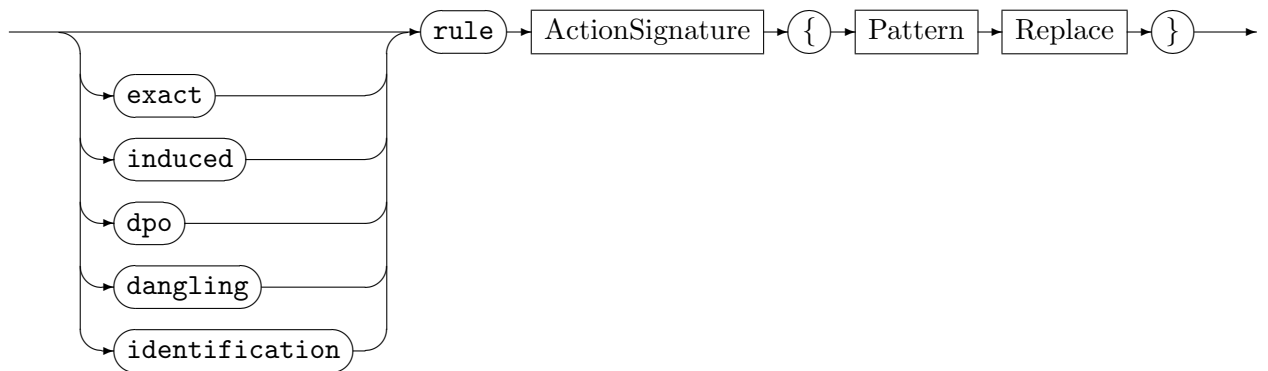 rule ActionSignature { Pattern Replace }
exact
induced
dpo
dangling
identification